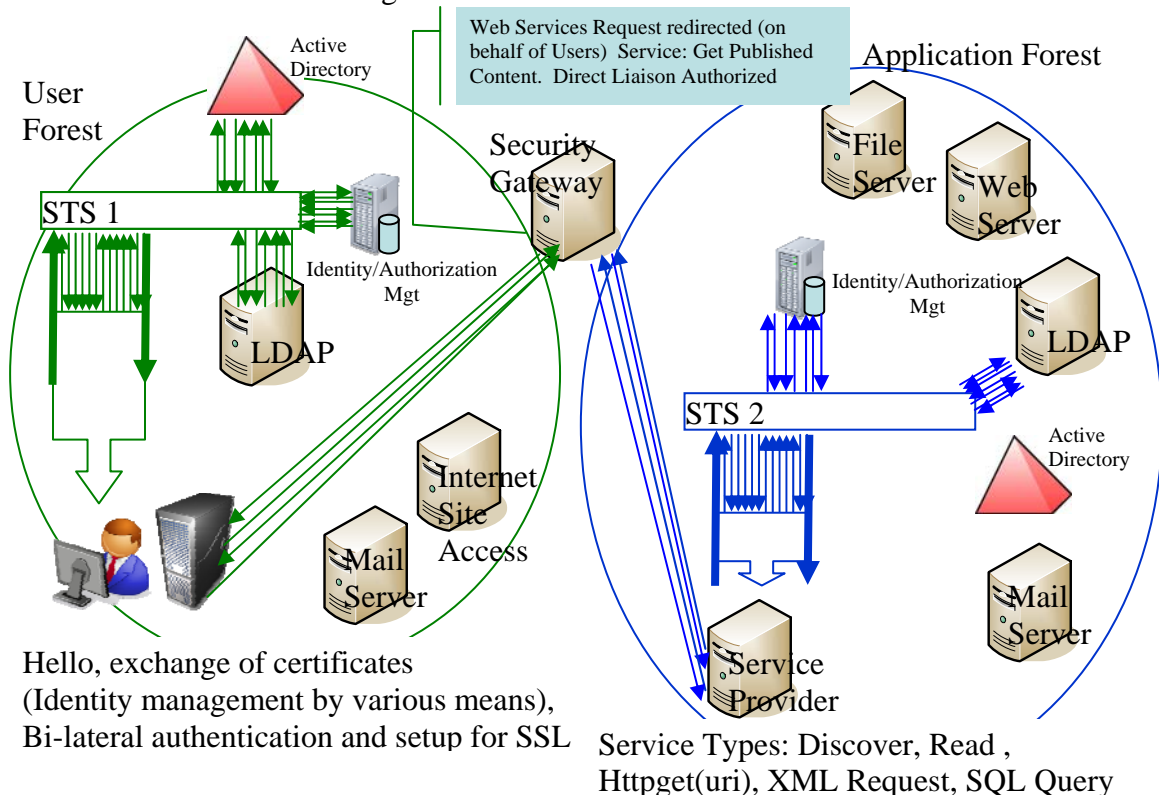 Web Services Request redirected (on
behalf of Users) Service: Get Published
Content. Direct Liaison Authorized
Active
Directory
User
Forest
Application Forest
Security
Gateway
File
Server
Web
Server
STS 1
Identity/Authorization
Mgt
LDAP
Identity/Authorization
Mgt
LDAP
STS 2
Active
Directory
Internet
Site
Access
Mail
Server
Mail
Server
Service
Provider
Hello, exchange of certificates
(Identity management by various means),
Bi-lateral authentication and setup for SSL
Service Types: Discover, Read ,
Httpget(uri), XML Request, SQL Query